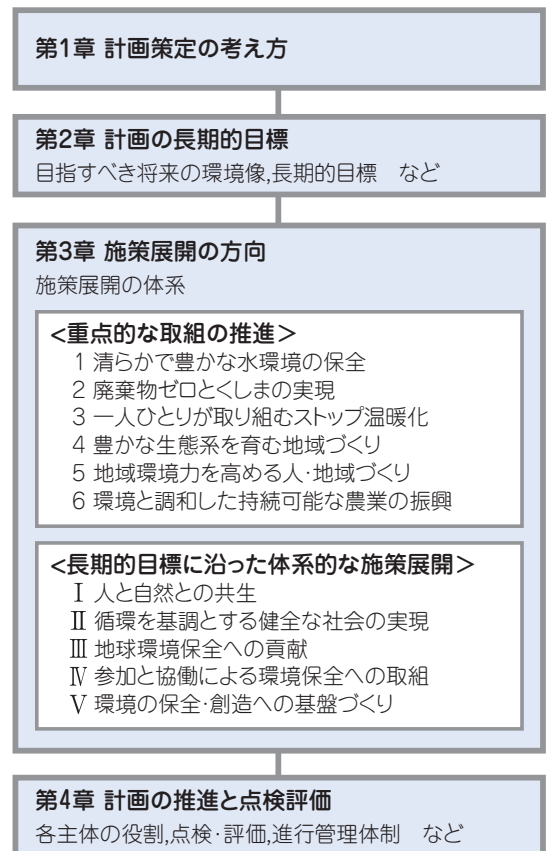 第1章 計画策定の考え方
第2章 計画の長期的目標
目指すべき将来の環境像,長期的目標　など
第3章 施策展開の方向
施策展開の体系
<重点的な取組の推進>
1 清らかで豊かな水環境の保全
2 廃棄物ゼロとくしまの実現
3 一人ひとりが取り組むストップ温暖化
4 豊かな生態系を育む地域づくり
5 地域環境力を高める人・地域づくり
6 環境と調和した持続可能な農業の振興
<長期的目標に沿った体系的な施策展開>
Ⅰ 人と自然との共生
Ⅱ 循環を基調とする健全な社会の実現
Ⅲ 地球環境保全への貢献
Ⅳ 参加と協働による環境保全への取組
Ⅴ 環境の保全・創造への基盤づくり
第4章 計画の推進と点検評価
各主体の役割,点検・評価,進行管理体制　など